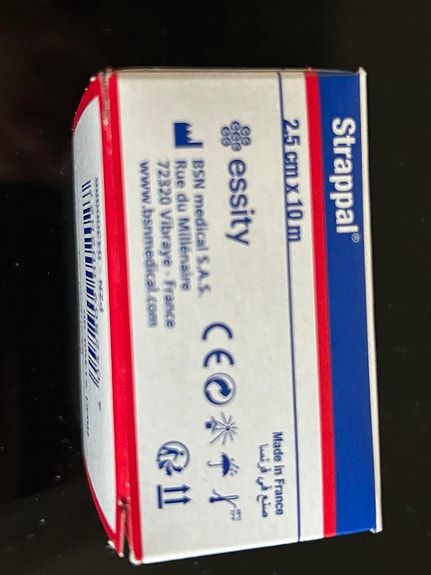 Strappal®
2.5 cm x 10 m
essity
BSN medical S.A.S.
Rue du Millénaire
72320 Vibraye - France
www.bsnmedical.com
CE
Made in France
صنع في فرنسا